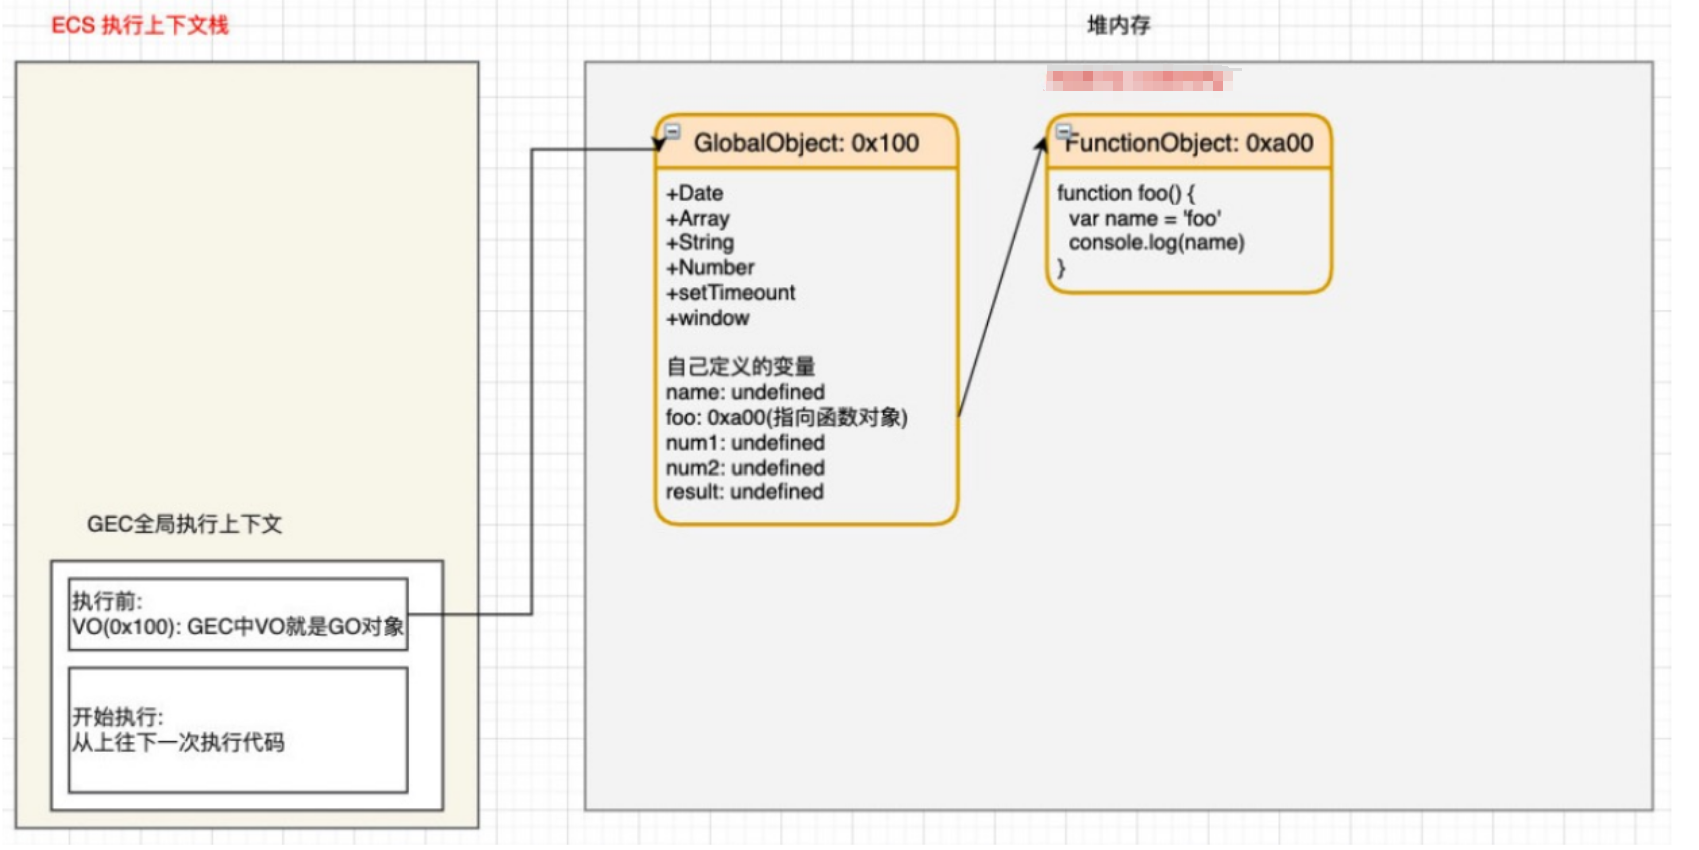 ECS 执行上下文栈
堆内存
GlobalObject: 0x100
+Date
+Array
+String
+Number
+setTimeount
+window
自己定义的变量
name: undefined
foo: 0xa00(指向函数对象)
num1: undefined
num2: undefined
result: undefined
FunctionObject: 0xa00
function foo() {
var name = 'foo'
console.log(name)
}
GEC全局执行上下文
执行前:
VO(0x100): GEC中VO就是GO对象
开始执行:
从上往下一次执行代码